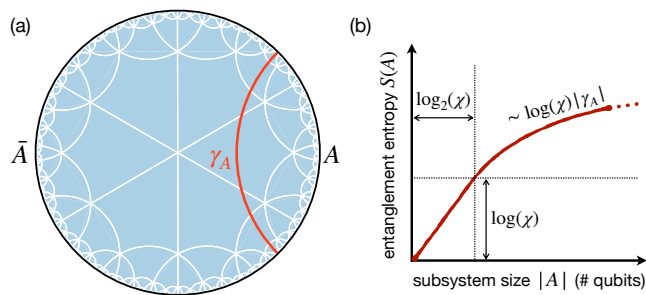 (a)
Ā
γ_A
A
(b)
entanglement entropy S(A)
log₂(χ)
~ log(χ)|γ_A|
log(χ)
subsystem size |A| (# qubits)